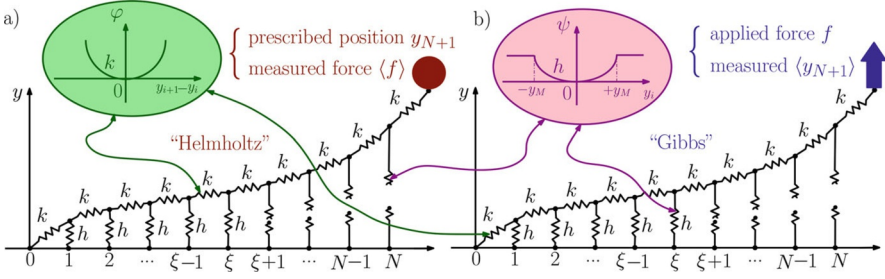 a)
φ
k
0
y_{i+1}−y_i
prescribed position y_{N+1}
measured force ⟨f⟩
y
"Helmholtz"
k k k k k k k k k k
h h h h h
0 1 2 ... ξ−1 ξ ξ+1 ... N−1 N
b)
ψ
h
−y_M 0 +y_M y_i
applied force f
measured ⟨y_{N+1}⟩
y
"Gibbs"
k k k k k k k k k k
h h h h h
0 1 2 ... ξ−1 ξ ξ+1 ... N−1 N